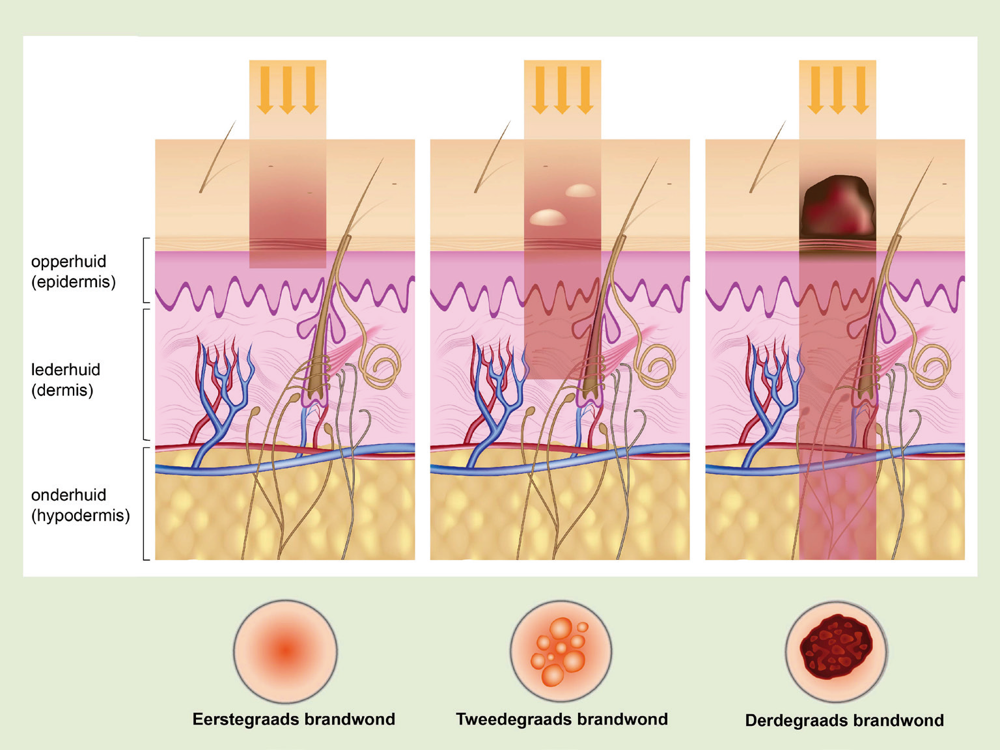 opperhuid
(epidermis)
lederhuid
(dermis)
onderhuid
(hypodermis)
Eerstegraads brandwond
Tweedegraads brandwond
Derdegraads brandwond